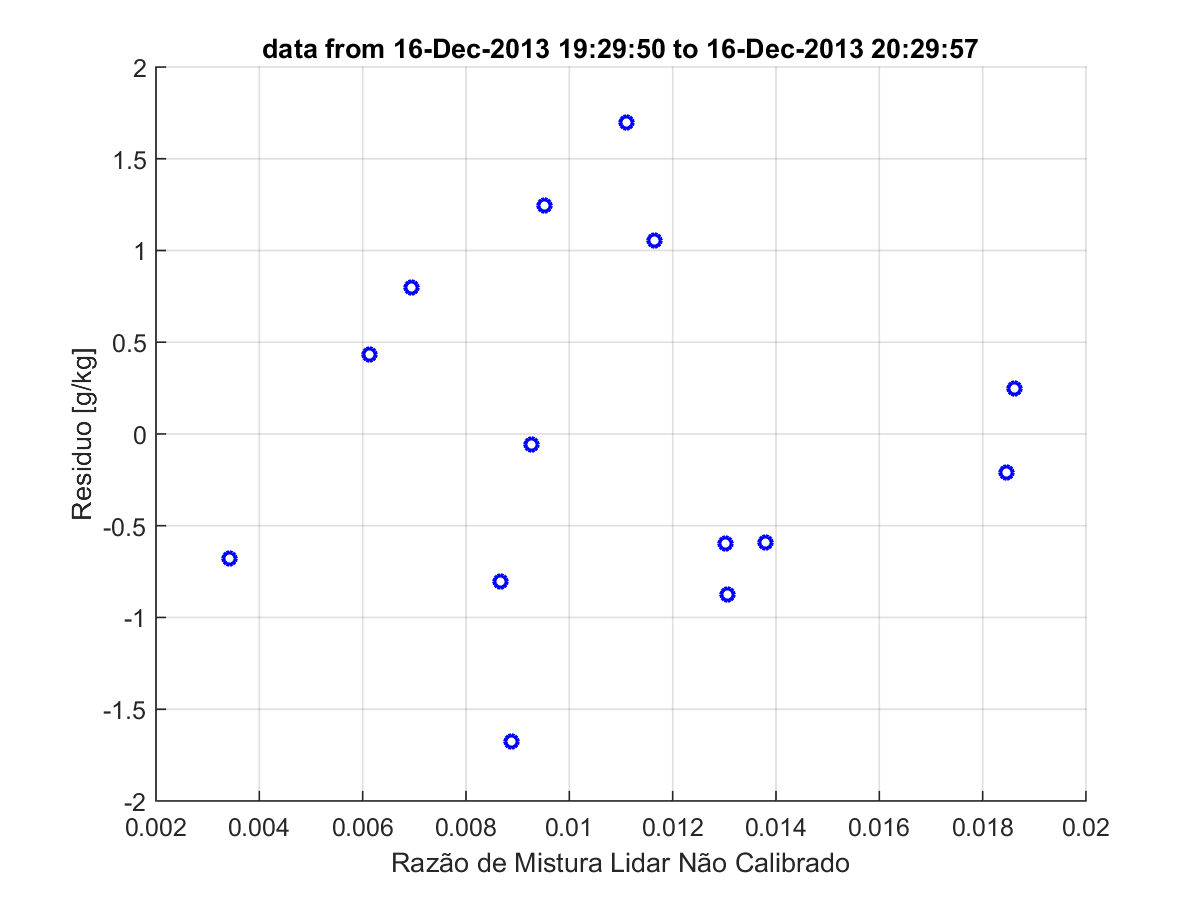 data from 16-Dec-2013 19:29:50 to 16-Dec-2013 20:29:57
2
1.5
1
0.5
0
-0.5
-1
-1.5
-2
Residuo [g/kg]
0.002 0.004 0.006 0.008 0.01 0.012 0.014 0.016 0.018 0.02
Razão de Mistura Lidar Não Calibrado